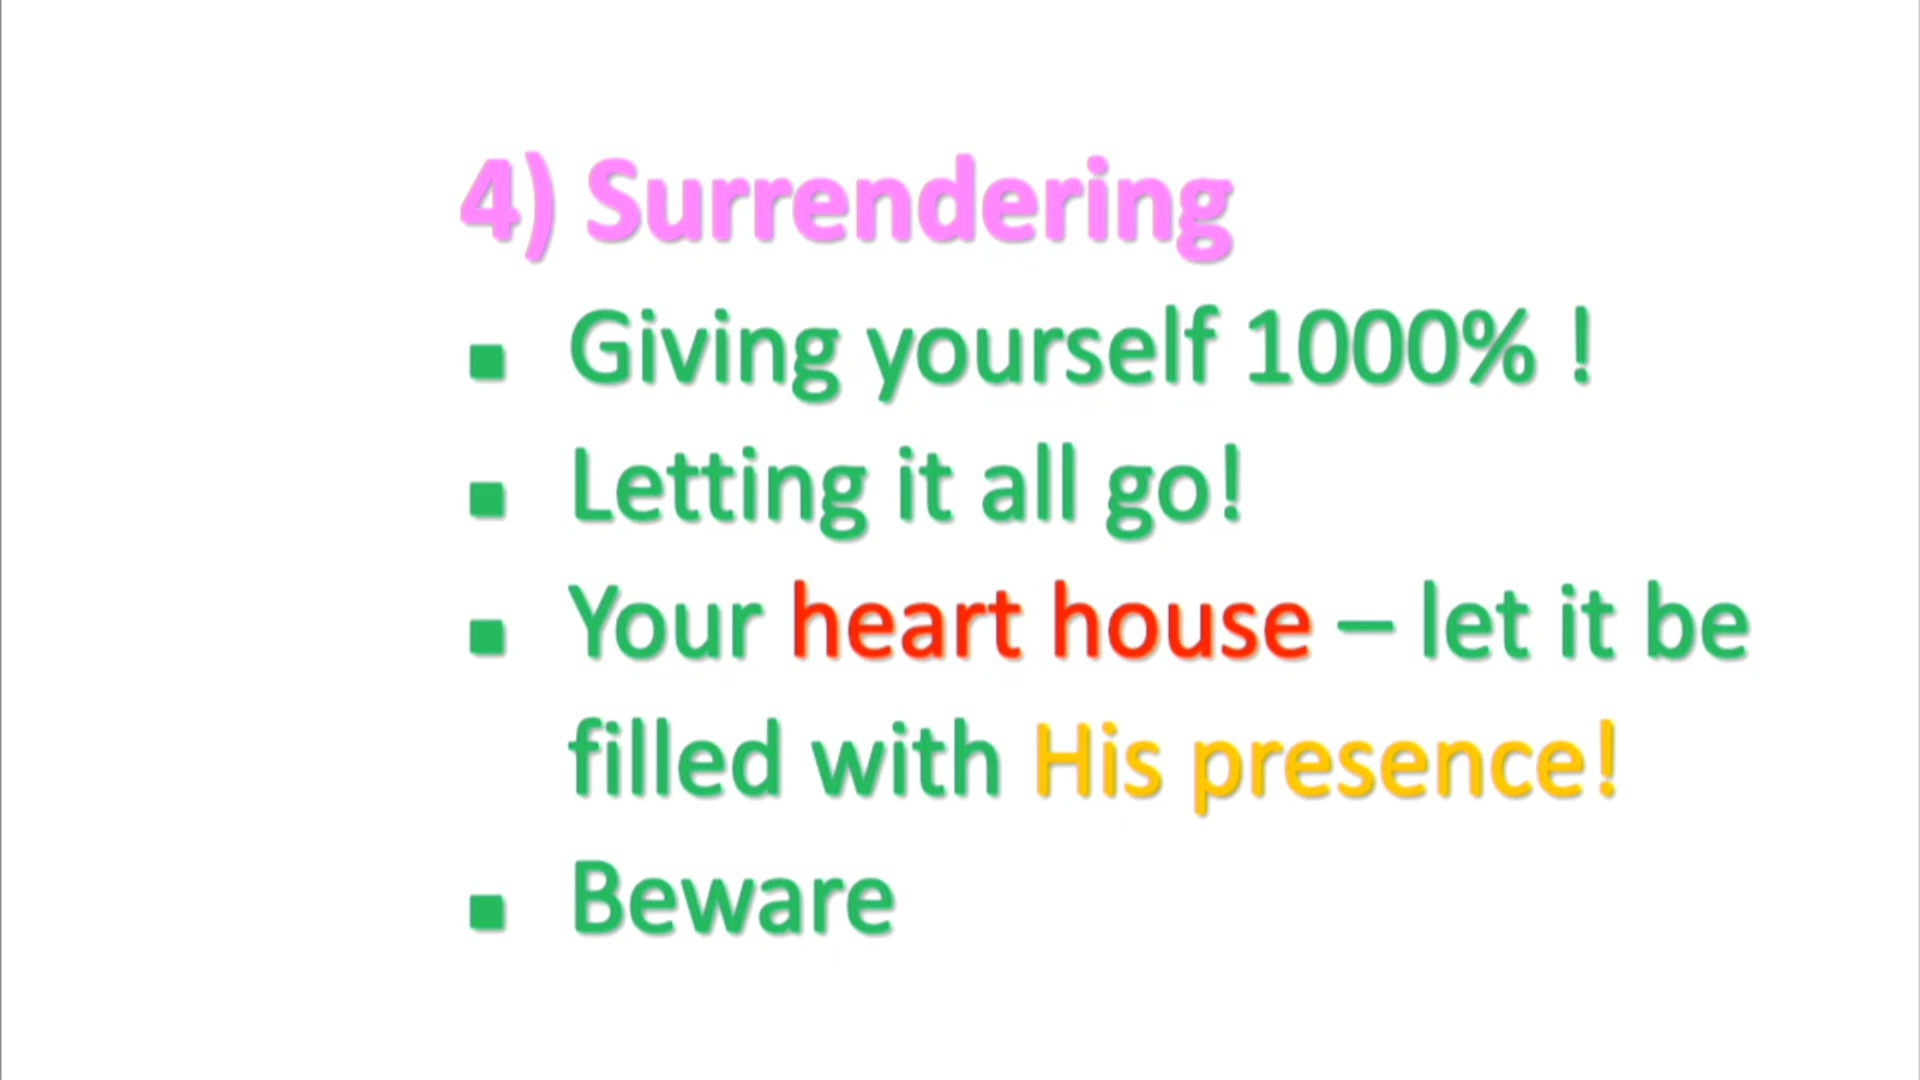 4) Surrendering
▪ Giving yourself 1000% !
▪ Letting it all go!
▪ Your heart house – let it be
filled with His presence!
▪ Beware